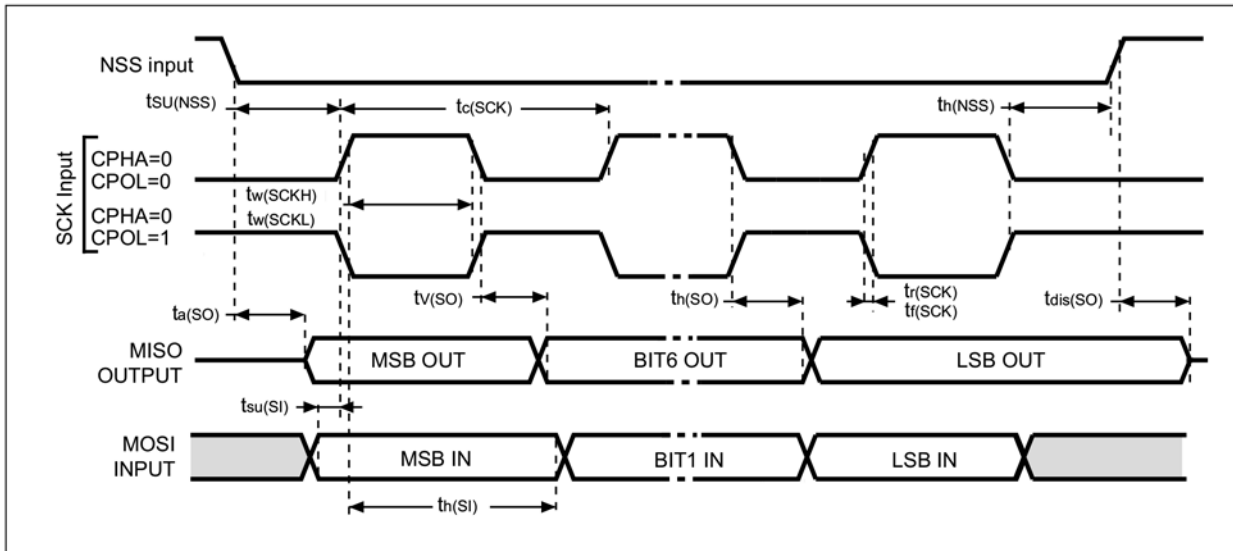 NSS input
tSU(NSS)
tc(SCK)
th(NSS)
SCK Input
CPHA=0
CPOL=0
tw(SCKH)
CPHA=0
tw(SCKL)
CPOL=1
tV(SO)
th(SO)
tr(SCK)
tf(SCK)
tdis(SO)
ta(SO)
MISO
OUTPUT
MSB OUT
BIT6 OUT
LSB OUT
tsu(SI)
MOSI
INPUT
MSB IN
BIT1 IN
LSB IN
th(SI)